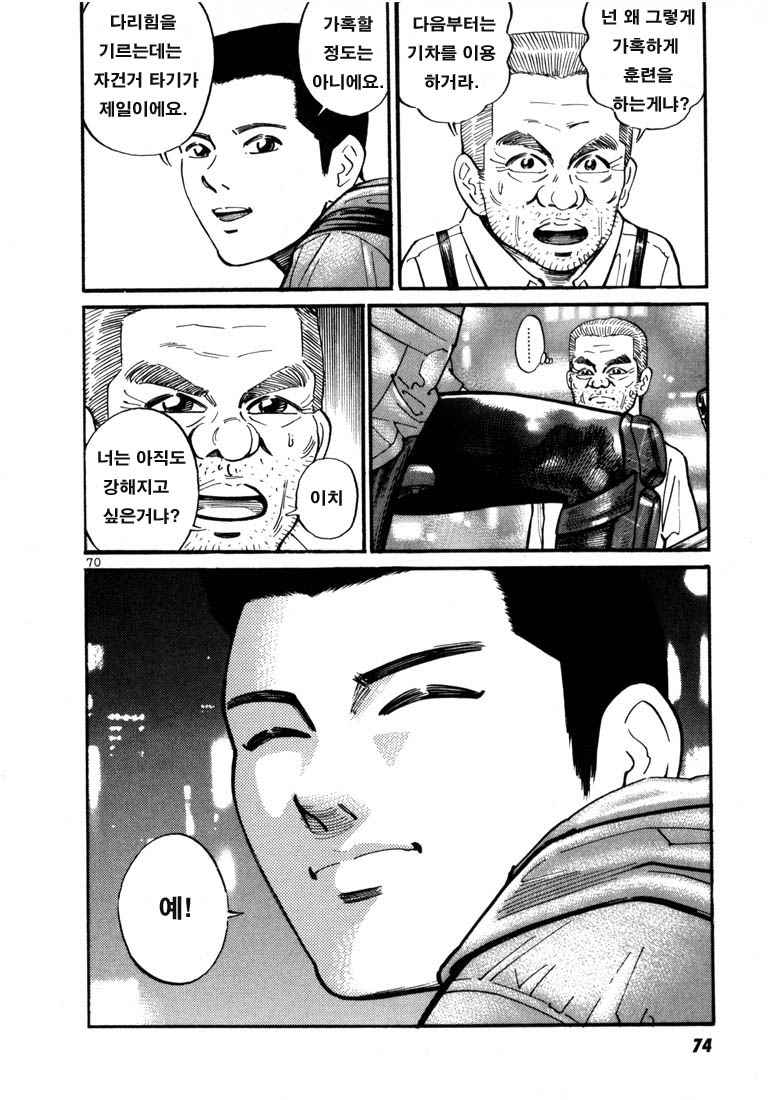 넌 왜 그렇게
가혹하게
훈련을
하는게냐?
다음부터는
기차를 이용
하거라.
가혹할
정도는
아니에요.
다리힘을
기르는데는
자건거 타기가
제일이에요.
………
이치
너는 아직도
강해지고
싶은거냐?
70
예!
74